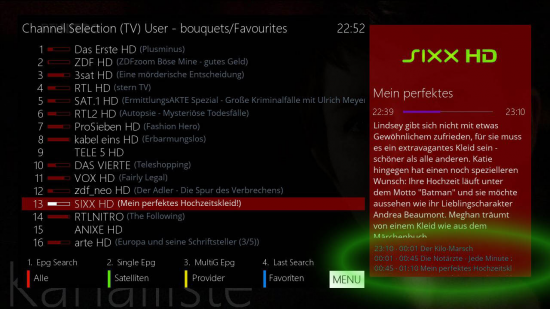 Channel Selection (TV) User - bouquets/Favourites 22:52
1 Das Erste HD (Plusminus)
2 ZDF HD (ZDFzoom Böse Mine - gutes Geld)
3 3sat HD (Eine mörderische Entscheidung)
4 RTL HD (stern TV)
5 SAT.1 HD (ErmittlungsAKTE Spezial - Große Kriminalfälle mit Ulrich Meyer
6 RTL2 HD (Autopsie - Mysteriöse Todesfälle)
7 ProSieben HD (Fashion Hero)
8 kabel eins HD (Erbarmungslos)
9 TELE 5 HD
10 DAS VIERTE (Teleshopping)
11 VOX HD (Fairly Legal)
12 zdf_neo HD (Der Adler - Die Spur des Verbrechens)
13 SIXX HD (Mein perfektes Hochzeitskleid!)
14 RTLNITRO (The Following)
15 ANIXE HD
16 arte HD (Europa und seine Schriftsteller (3/5))
SIXX HD
Mein perfektes
22:39 23:10
Lindsey gibt sich nicht mit etwas
Gewöhnlichem zufrieden, für sie muss
es ein extravagantes Kleid sein -
schöner als alle anderen. Katie
hingegen hat einen noch spezielleren
Wunsch: Ihre Hochzeit läuft unter
dem Motto "Batman" und sie möchte
aussehen wie ihr Lieblingscharakter
Andrea Beaumont. Meghan träumt
von einem Kleid wie aus dem
Märchenbuch
23:10 - 00:01 Der Kilo Marsch
00:01 - 00:45 Die Notärzte - Jede Minute
00:45 - 01:10 Mein perfektes Hochzeitskl
1. Epg Search 2. Single Epg 3. MultiG Epg 4. Last Search
Alle Satelliten Provider Favoriten MENU
Kanalliste